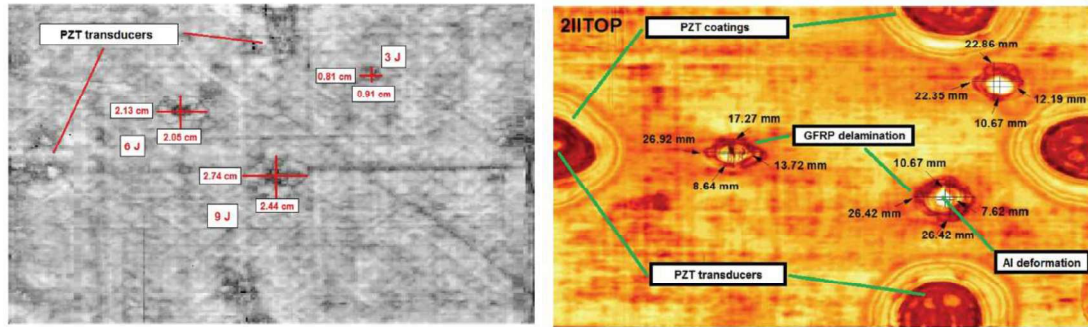 PZT transducers
3 J
0.81 cm
0.91 cm
2.13 cm
2.05 cm
6 J
2.74 cm
2.44 cm
9 J
2IITOP
PZT coatings
22.86 mm
22.35 mm
12.19 mm
10.67 mm
17.27 mm
26.92 mm
GFRP delamination
13.72 mm
8.64 mm
10.67 mm
26.42 mm
7.62 mm
26.42 mm
Al deformation
PZT transducers